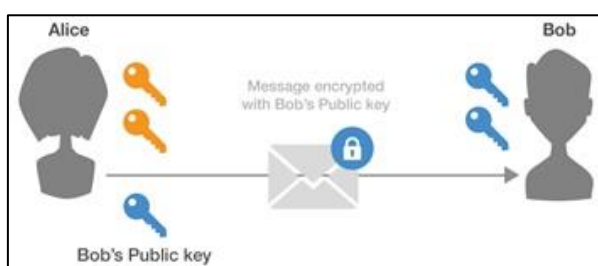 Alice
Bob
Message encrypted
with Bob's Public key
Bob's Public key